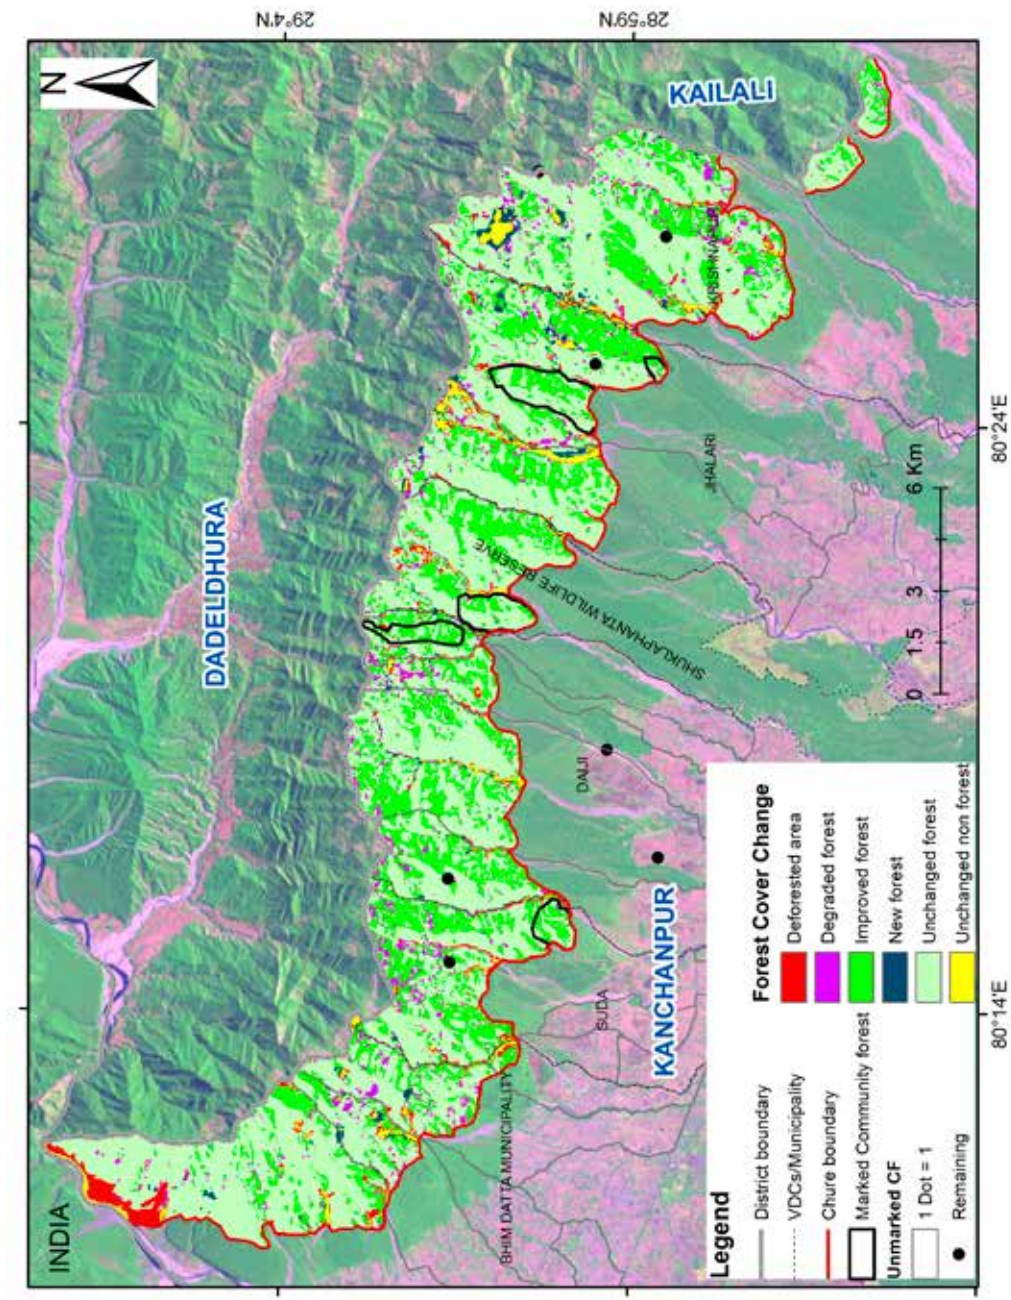 29°4'N
28°59'N
N
KAILALI
DADELDHURA
KRISHNAPUR
JHALARI
SHUKLAPHANTA WILDLIFE RESERVE
DAIJI
KANCHANPUR
SUDA
BHIM DATTA MUNICIPALITY
INDIA
80°24'E
80°14'E
0 1.5 3 6 Km
Legend
District boundary
VDCs/Municipality
Chure boundary
Marked Community forest
Unmarked CF
1 Dot = 1
Remaining
Forest Cover Change
Deforested area
Degraded forest
Improved forest
New forest
Unchanged forest
Unchanged non forest